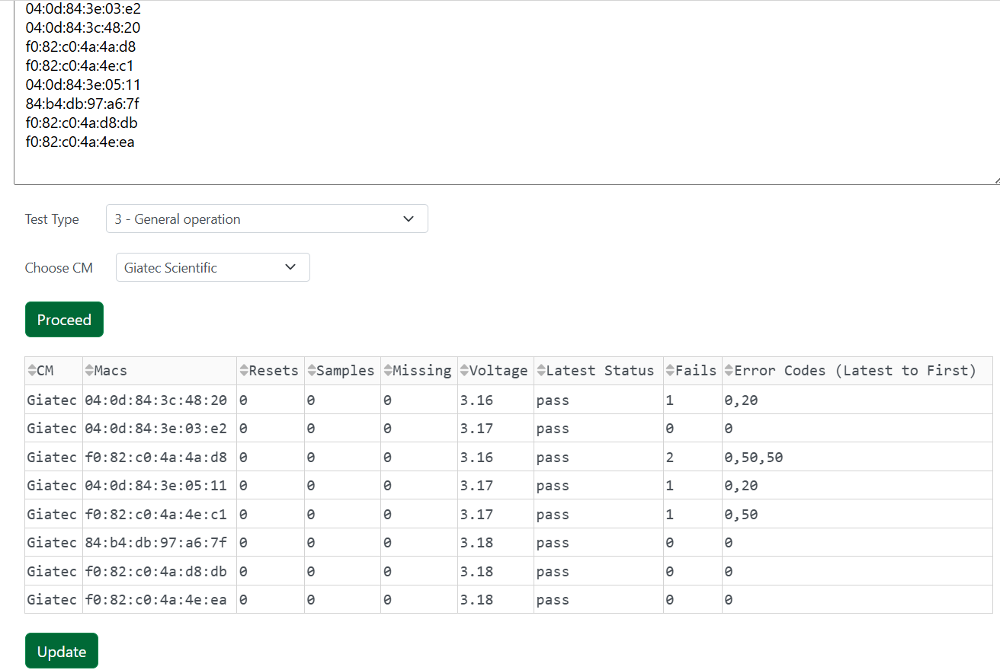 04:0d:84:3e:03:e2
04:0d:84:3c:48:20
f0:82:c0:4a:4a:d8
f0:82:c0:4a:4e:c1
04:0d:84:3e:05:11
84:b4:db:97:a6:7f
f0:82:c0:4a:d8:db
f0:82:c0:4a:4e:ea
Test Type 3 - General operation
Choose CM Giatec Scientific
Proceed
CM Macs Resets Samples Missing Voltage Latest Status Fails Error Codes (Latest to First)
Giatec 04:0d:84:3c:48:20 0 0 0 3.16 pass 1 0,20
Giatec 04:0d:84:3e:03:e2 0 0 0 3.17 pass 0 0
Giatec f0:82:c0:4a:4a:d8 0 0 0 3.16 pass 2 0,50,50
Giatec 04:0d:84:3e:05:11 0 0 0 3.17 pass 1 0,20
Giatec f0:82:c0:4a:4e:c1 0 0 0 3.17 pass 1 0,50
Giatec 84:b4:db:97:a6:7f 0 0 0 3.18 pass 0 0
Giatec f0:82:c0:4a:d8:db 0 0 0 3.18 pass 0 0
Giatec f0:82:c0:4a:4e:ea 0 0 0 3.18 pass 0 0
Update